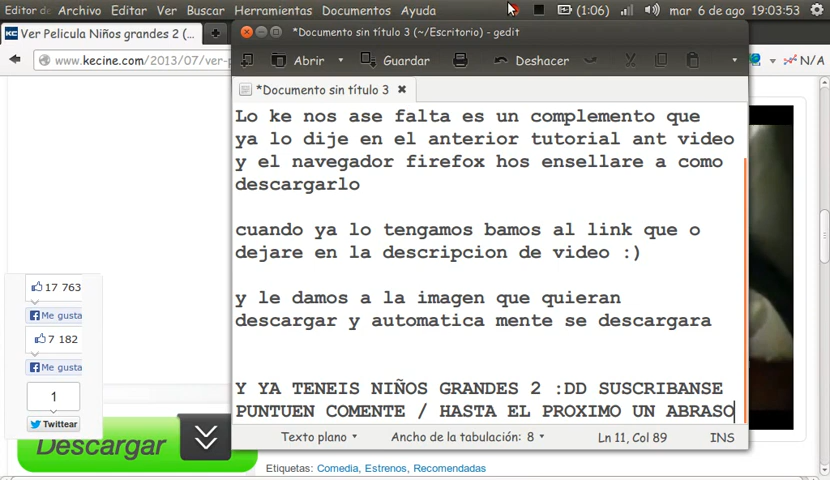 Editor de Archivo Editar Ver Buscar Herramientas Documentos Ayuda (1:06) mar 6 de ago 19:03:53
Ver Pelicula Niños grandes 2 (
*Documento sin título 3 (~/Escritorio) - gedit
www.kecine.com/2013/07/ver-p
N/A
Abrir Guardar Deshacer
*Documento sin título 3
Lo ke nos ase falta es un complemento que
ya lo dije en el anterior tutorial ant video
y el navegador firefox hos ensellare a como
descargarlo
cuando ya lo tengamos bamos al link que o
dejare en la descripcion de video :)
y le damos a la imagen que quieran
descargar y automatica mente se descargara
Y YA TENEIS NIÑOS GRANDES 2 :DD SUSCRIBANSE
PUNTUEN COMENTE / HASTA EL PROXIMO UN ABRASO
17 763
Me gusta
7 182
Me gusta
1
Twittear
Descargar
Texto plano Ancho de la tabulación: 8 Ln 11, Col 89 INS
Etiquetas: Comedia, Estrenos, Recomendadas